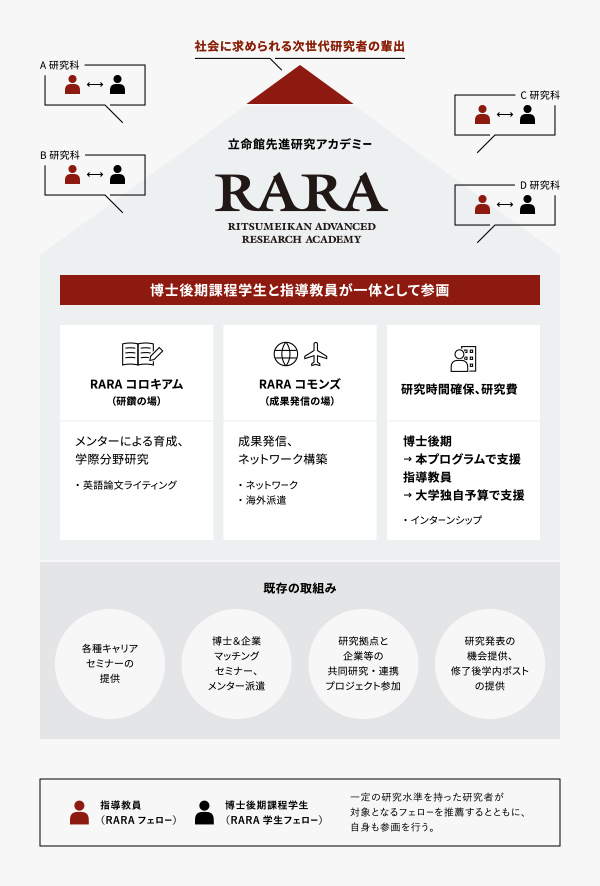 社会に求められる次世代研究者の輩出
A 研究科
C 研究科
B 研究科
D 研究科
立命館先進研究アカデミー
RARA
RITSUMEIKAN ADVANCED
RESEARCH ACADEMY
博士後期課程学生と指導教員が一体として参画
RARA コロキアム
（研鑽の場）
メンターによる育成、
学際分野研究
・英語論文ライティング
RARA コモンズ
（成果発信の場）
成果発信、
ネットワーク構築
・ネットワーク
・海外派遣
研究時間確保、研究費
博士後期
→ 本プログラムで支援
指導教員
→ 大学独自予算で支援
・インターンシップ
既存の取組み
各種キャリア
セミナーの
提供
博士＆企業
マッチング
セミナー、
メンター派遣
研究拠点と
企業等の
共同研究・連携
プロジェクト参加
研究発表の
機会提供、
修了後学内ポスト
の提供
指導教員
（RARA フェロー）
博士後期課程学生
（RARA 学生フェロー）
一定の研究水準を持った研究者が
対象となるフェローを推薦するとともに、
自身も参画を行う。